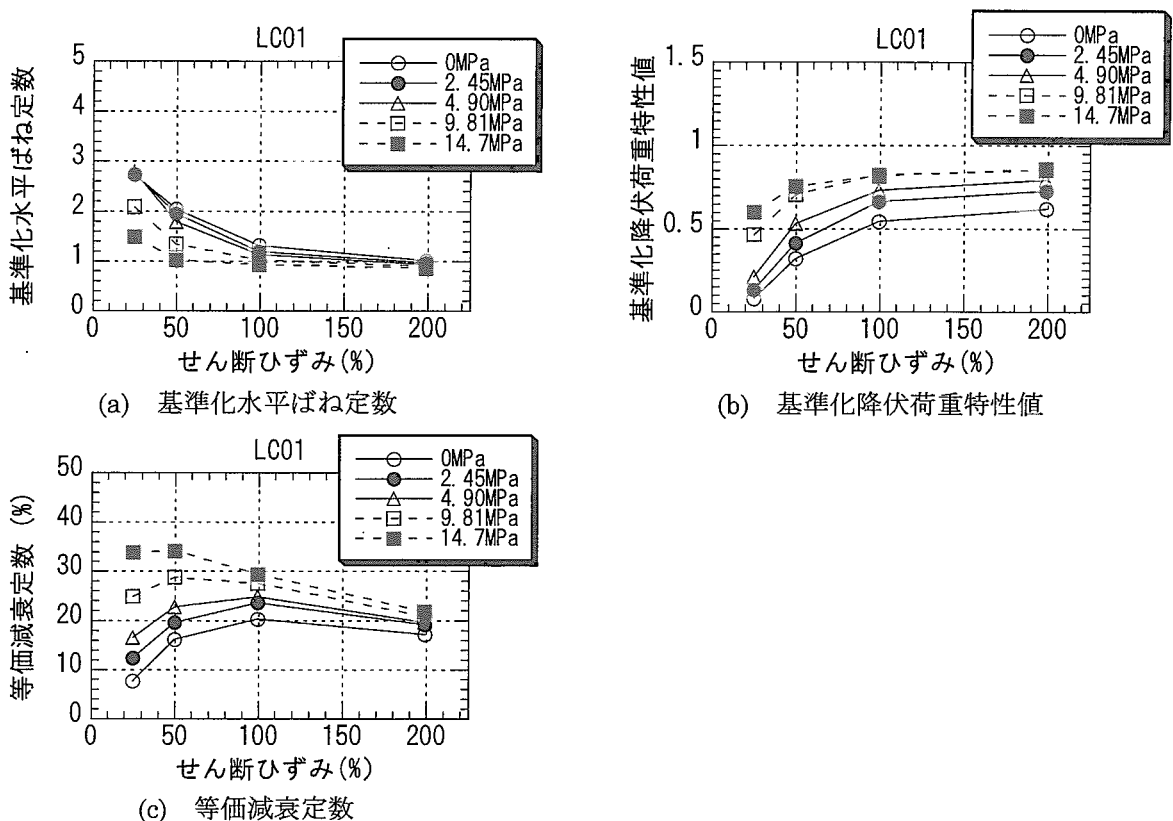 LC01
0MPa
2.45MPa
4.90MPa
9.81MPa
14.7MPa
基準化水平ばね定数
5
4
3
2
1
0
0 50 100 150 200
せん断ひずみ(%)
(a) 基準化水平ばね定数
LC01
0MPa
2.45MPa
4.90MPa
9.81MPa
14.7MPa
基準化降伏荷重特性値
1.5
1
0.5
0
0 50 100 150 200
せん断ひずみ(%)
(b) 基準化降伏荷重特性値
LC01
0MPa
2.45MPa
4.90MPa
9.81MPa
14.7MPa
等価減衰定数 (%)
50
40
30
20
10
0
0 50 100 150 200
せん断ひずみ(%)
(c) 等価減衰定数